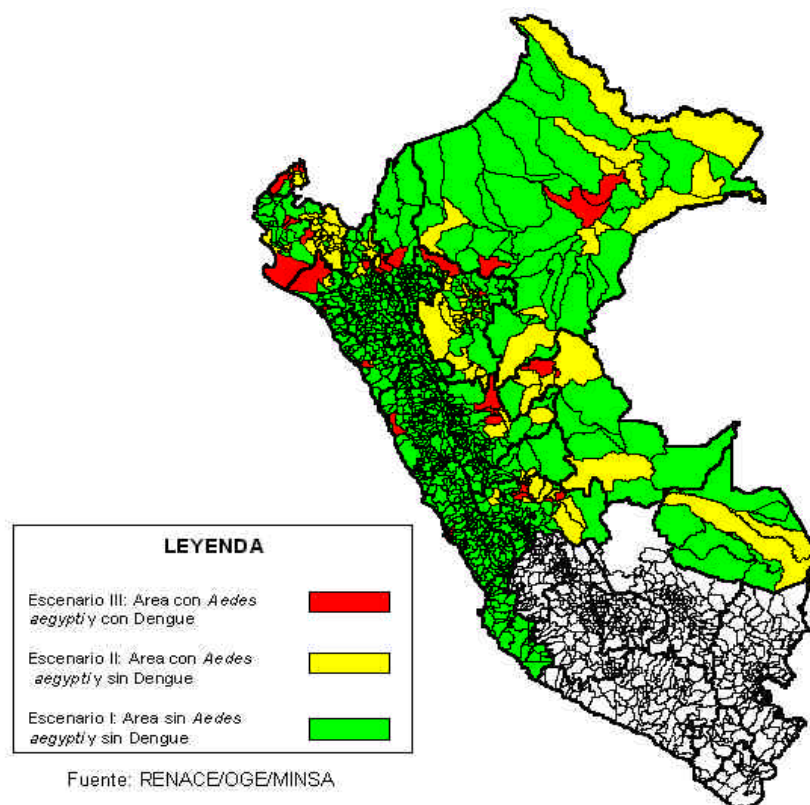 LEYENDA
Escenario III: Area con Aedes
aegypti y con Dengue
Escenario II: Area con Aedes
aegypti y sin Dengue
Escenario I: Area sin Aedes
aegypti y sin Dengue
Fuente: RENACE/OGE/MINSA